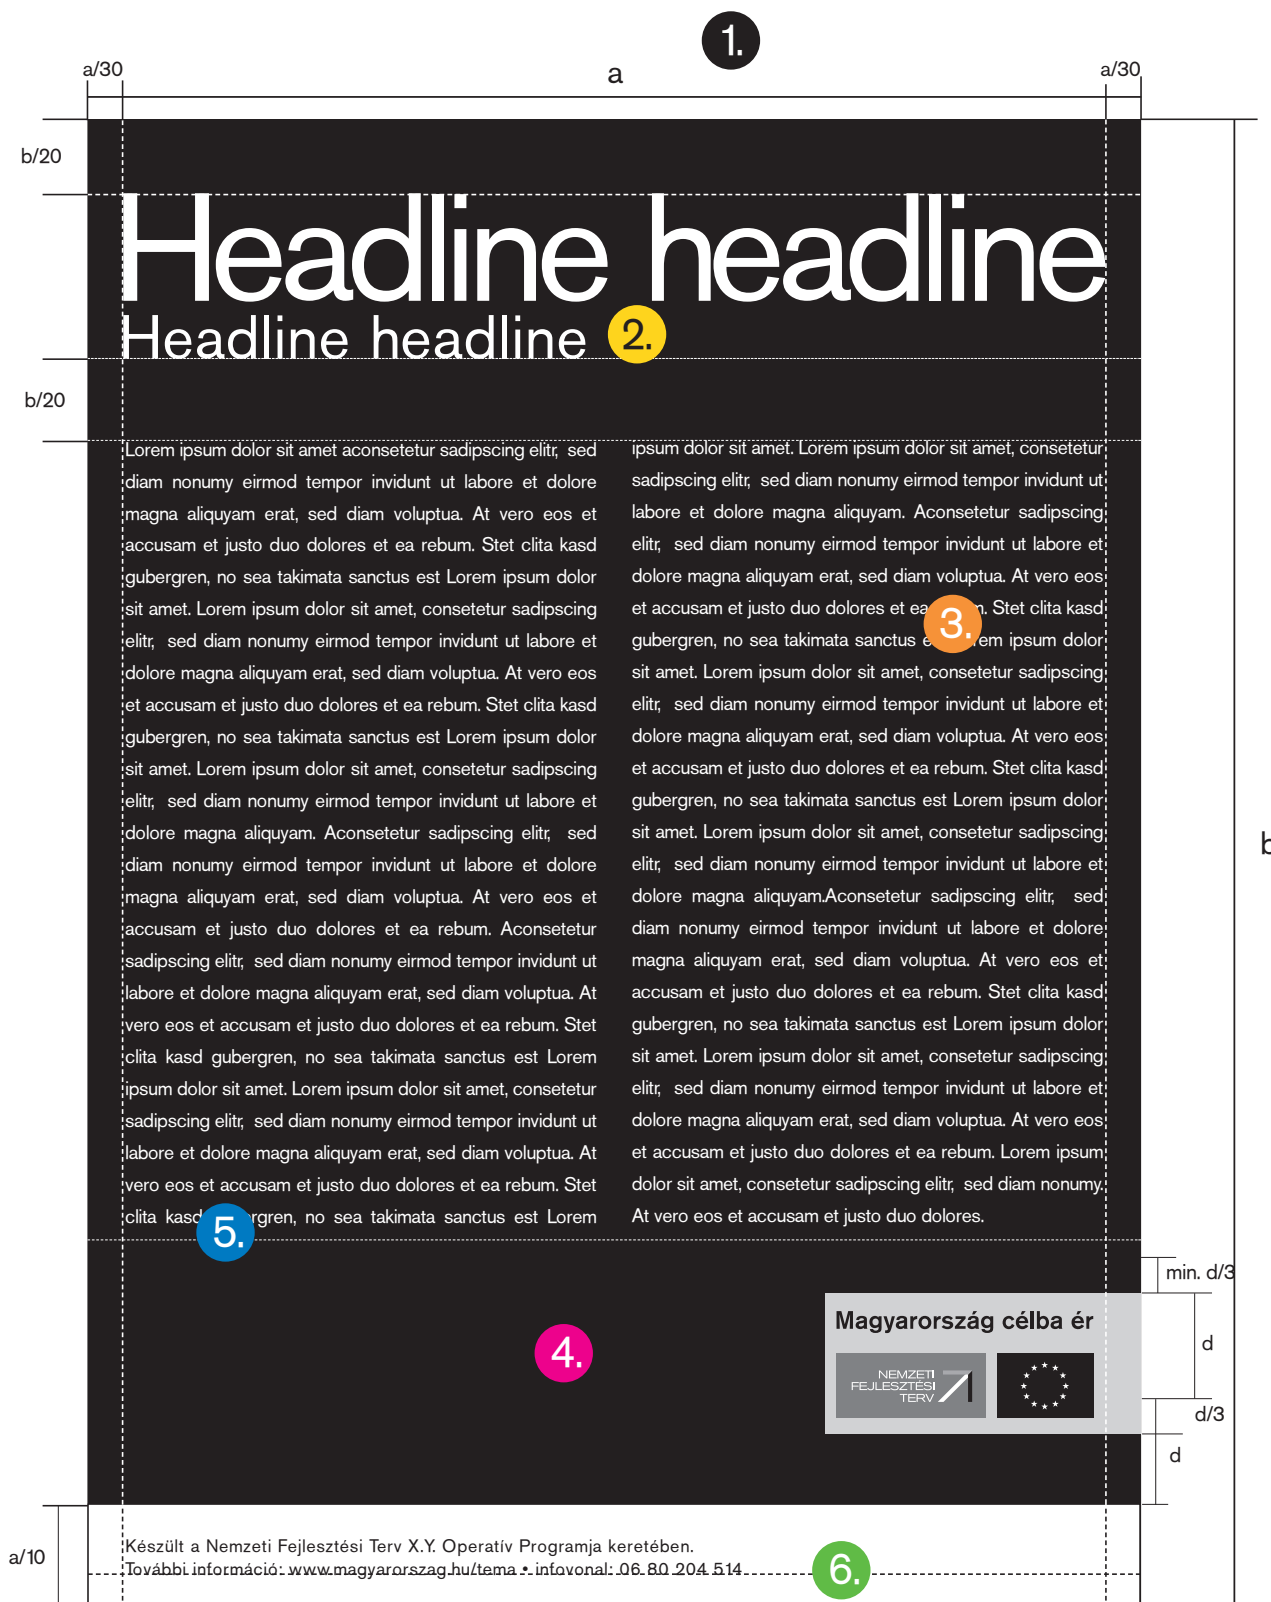 1.
a/30
a
a/30
b/20
Headline headline
Headline headline
2.
b/20
Lorem ipsum dolor sit amet aconsetetur sadipscing elitr, sed
diam nonumy eirmod tempor invidunt ut labore et dolore
magna aliquyam erat, sed diam voluptua. At vero eos et
accusam et justo duo dolores et ea rebum. Stet clita kasd
gubergren, no sea takimata sanctus est Lorem ipsum dolor
sit amet. Lorem ipsum dolor sit amet, consetetur sadipscing
elitr, sed diam nonumy eirmod tempor invidunt ut labore et
dolore magna aliquyam erat, sed diam voluptua. At vero eos
et accusam et justo duo dolores et ea rebum. Stet clita kasd
gubergren, no sea takimata sanctus est Lorem ipsum dolor
sit amet. Lorem ipsum dolor sit amet, consetetur sadipscing
elitr, sed diam nonumy eirmod tempor invidunt ut labore et
dolore magna aliquyam. Aconsetetur sadipscing elitr, sed
diam nonumy eirmod tempor invidunt ut labore et dolore
magna aliquyam erat, sed diam voluptua. At vero eos et
accusam et justo duo dolores et ea rebum. Aconsetetur
sadipscing elitr, sed diam nonumy eirmod tempor invidunt ut
labore et dolore magna aliquyam erat, sed diam voluptua. At
vero eos et accusam et justo duo dolores et ea rebum. Stet
clita kasd gubergren, no sea takimata sanctus est Lorem
ipsum dolor sit amet. Lorem ipsum dolor sit amet, consetetur
sadipscing elitr, sed diam nonumy eirmod tempor invidunt ut
labore et dolore magna aliquyam erat, sed diam voluptua. At
vero eos et accusam et justo duo dolores et ea rebum. Stet
clita kasd rgren, no sea takimata sanctus est Lorem
5.
ipsum dolor sit amet. Lorem ipsum dolor sit amet, consetetur
sadipscing elitr, sed diam nonumy eirmod tempor invidunt ut
labore et dolore magna aliquyam. Aconsetetur sadipscing
elitr, sed diam nonumy eirmod tempor invidunt ut labore et
dolore magna aliquyam erat, sed diam voluptua. At vero eos
et accusam et justo duo dolores et ea Stet clita kasd
3.
gubergren, no sea takimata sanctus em ipsum dolor
sit amet. Lorem ipsum dolor sit amet, consetetur sadipscing
elitr, sed diam nonumy eirmod tempor invidunt ut labore et
dolore magna aliquyam erat, sed diam voluptua. At vero eos
et accusam et justo duo dolores et ea rebum. Stet clita kasd
gubergren, no sea takimata sanctus est Lorem ipsum dolor
sit amet. Lorem ipsum dolor sit amet, consetetur sadipscing
elitr, sed diam nonumy eirmod tempor invidunt ut labore et
dolore magna aliquyam.Aconsetetur sadipscing elitr, sed
diam nonumy eirmod tempor invidunt ut labore et dolore
magna aliquyam erat, sed diam voluptua. At vero eos et
accusam et justo duo dolores et ea rebum. Stet clita kasd
gubergren, no sea takimata sanctus est Lorem ipsum dolor
sit amet. Lorem ipsum dolor sit amet, consetetur sadipscing
elitr, sed diam nonumy eirmod tempor invidunt ut labore et
dolore magna aliquyam erat, sed diam voluptua. At vero eos
et accusam et justo duo dolores et ea rebum. Lorem ipsum
dolor sit amet, consetetur sadipscing elitr, sed diam nonumy.
At vero eos et accusam et justo duo dolores.
b
min. d/3
Magyarország célba ér
d
4.
NEMZETI
FEJLESZTÉSI
TERV
d/3
d
a/10
Készült a Nemzeti Fejlesztési Terv X.Y. Operatív Programja keretében.
További információ: www.magyarorszag.hu/tema • infovonal: 06 80 204 514
6.